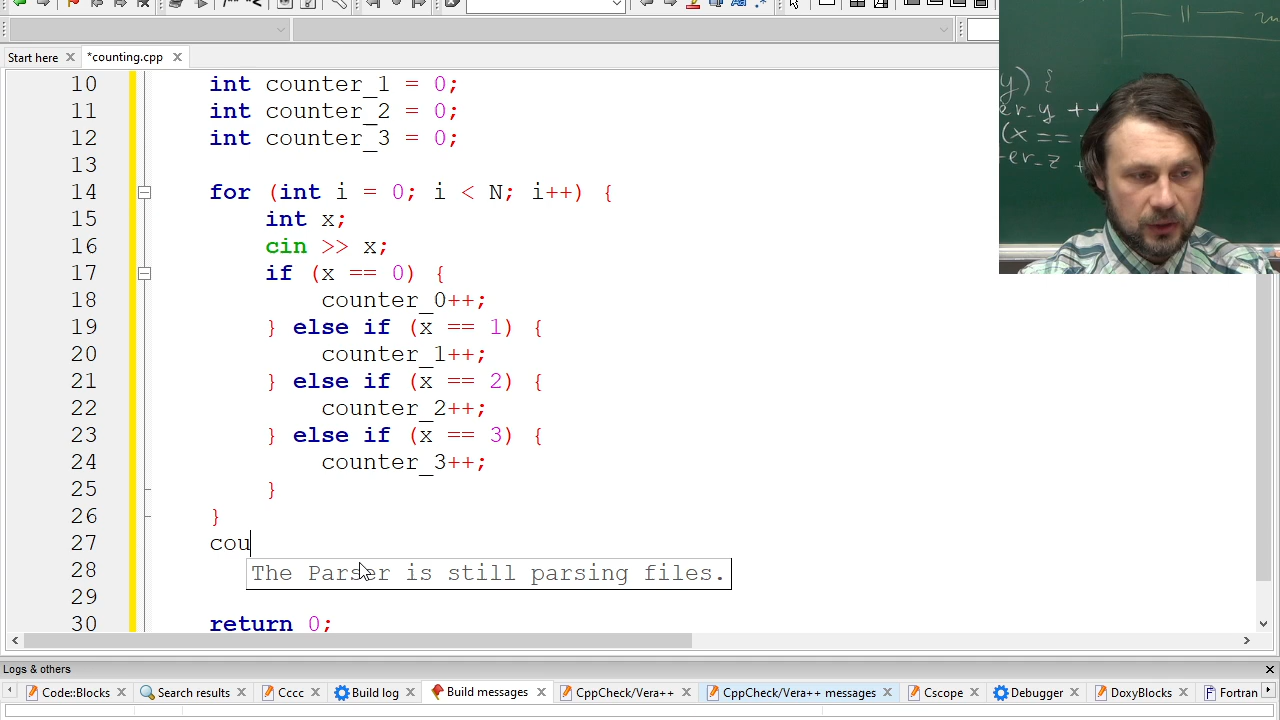 Start here
*counting.cpp
10 int counter_1 = 0;
11 int counter_2 = 0;
12 int counter_3 = 0;
13
14 for (int i = 0; i < N; i++) {
15 int x;
16 cin >> x;
17 if (x == 0) {
18 counter_0++;
19 } else if (x == 1) {
20 counter_1++;
21 } else if (x == 2) {
22 counter_2++;
23 } else if (x == 3) {
24 counter_3++;
25 }
26 }
27 cou
28 The Parser is still parsing files.
29
30 return 0;
y) {
er_y ++
(x ==
er_z
Logs & others
Code::Blocks Search results Cccc Build log Build messages CppCheck/Vera++ CppCheck/Vera++ messages Cscope Debugger DoxyBlocks Fortran